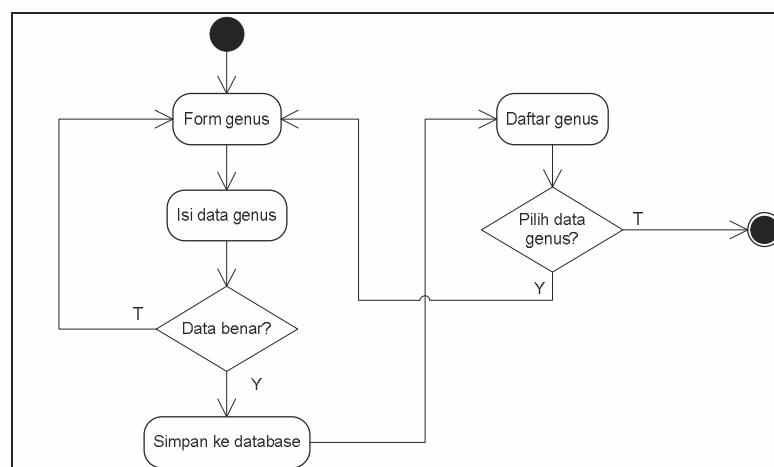 Form genus
Isi data genus
T
Data benar?
Y
Simpan ke database
Daftar genus
Pilih data
genus?
T
Y